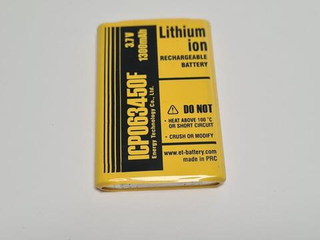 ICP063450F
Energy Technology Co., Ltd.
3.7V
1300mAh
Lithium
ion
RECHARGEABLE
BATTERY
⚠ DO NOT
• HEAT ABOVE 100 °C
OR SHORT CIRCUIT
• CRUSH OR MODIFY
www.et-battery.com
made in PRC